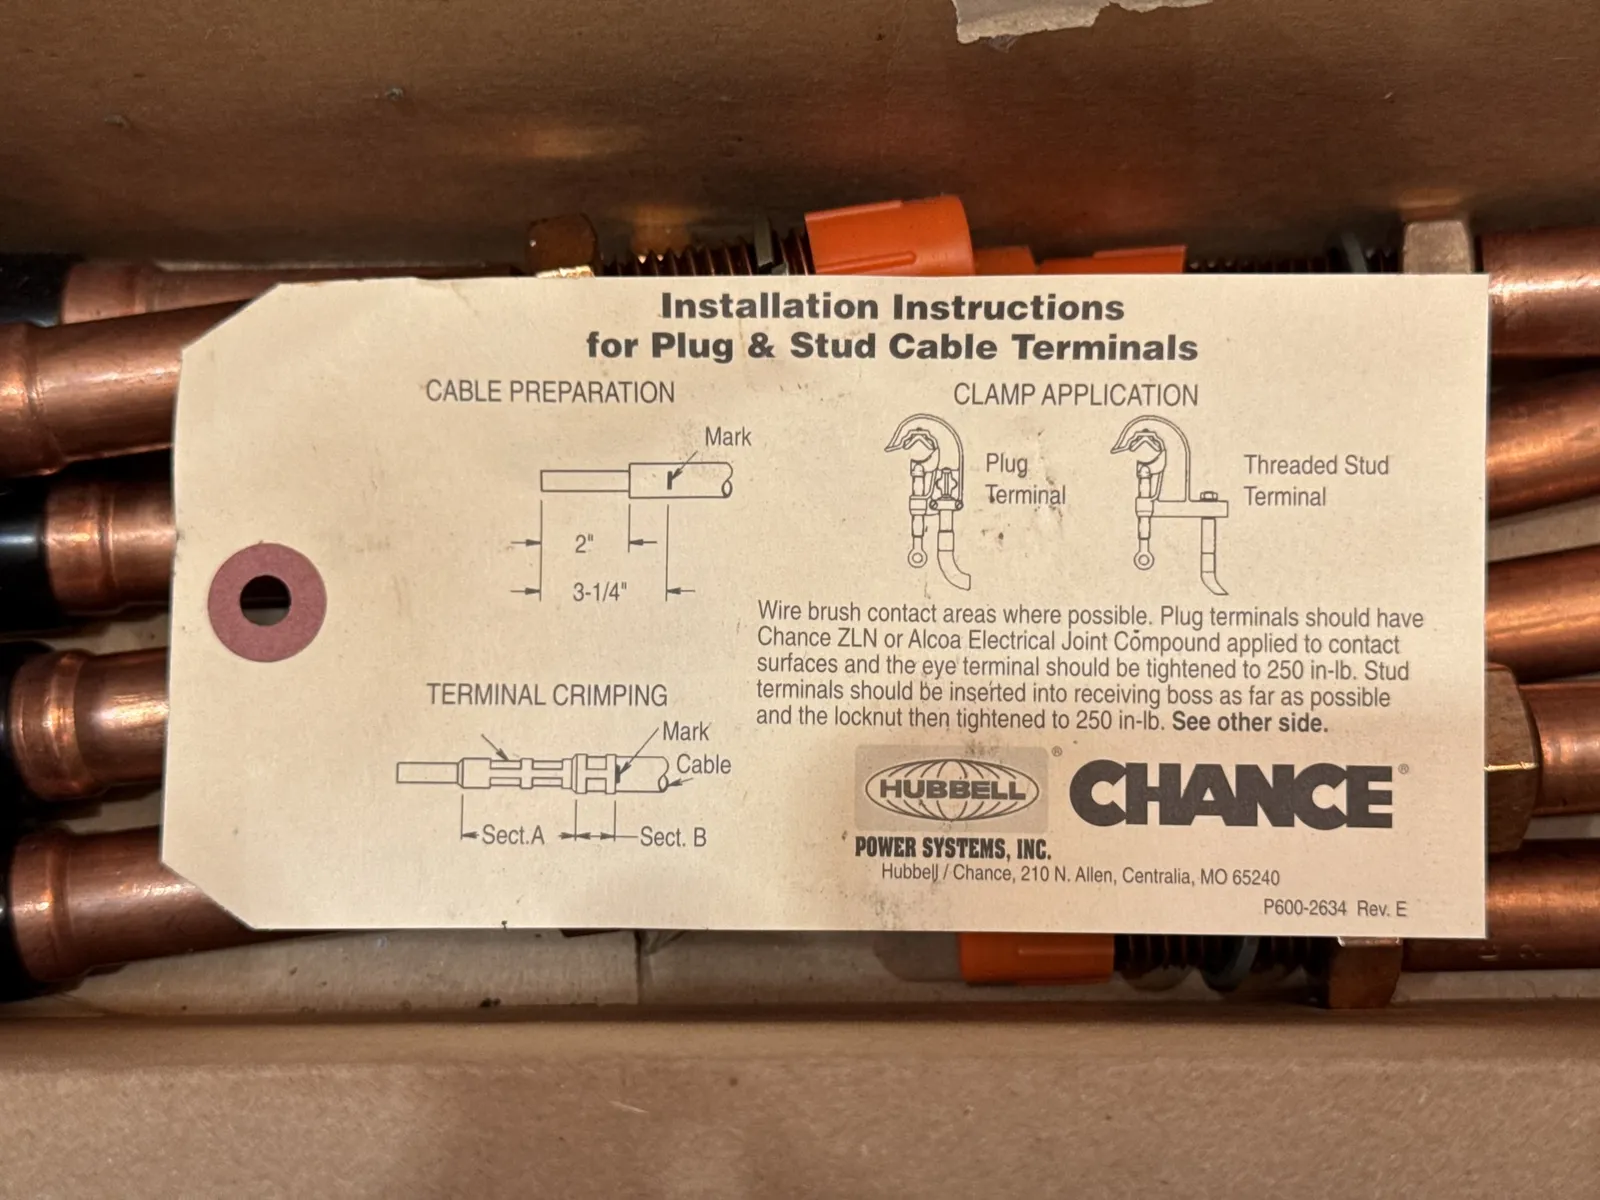 Installation Instructions
for Plug & Stud Cable Terminals
CABLE PREPARATION
Mark
2"
3-1/4"
TERMINAL CRIMPING
Mark
Cable
Sect.A
Sect. B
CLAMP APPLICATION
Plug
Terminal
Threaded Stud
Terminal
Wire brush contact areas where possible. Plug terminals should have
Chance ZLN or Alcoa Electrical Joint Compound applied to contact
surfaces and the eye terminal should be tightened to 250 in-lb. Stud
terminals should be inserted into receiving boss as far as possible
and the locknut then tightened to 250 in-lb. See other side.
HUBBELL® CHANCE®
POWER SYSTEMS, INC.
Hubbell / Chance, 210 N. Allen, Centralia, MO 65240
P600-2634 Rev. E